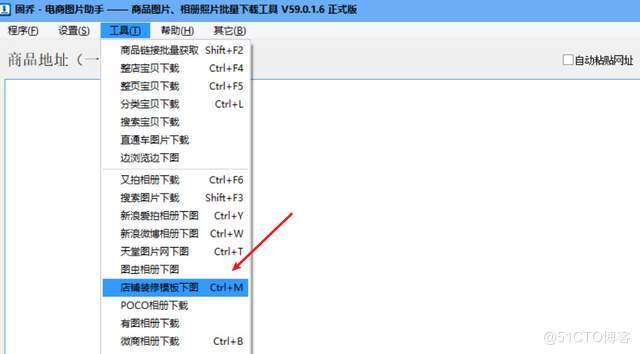 固乔 - 电商图片助手 —— 商品图片、相册照片批量下载工具 V59.0.1.6 正式版
程序(F) 设置(S) 工具(T) 帮助(H) 其它(B)
商品地址（一
自动粘贴网址
商品链接批量获取 Shift+F2
整店宝贝下载 Ctrl+F4
整页宝贝下载 Ctrl+F5
分类宝贝下载 Ctrl+L
搜索宝贝下载
直通车图片下载
边浏览边下图
又拍相册下载 Ctrl+F6
搜索图片下载 Shift+F3
新浪爱拍相册下图 Ctrl+Y
新浪微博相册下图 Ctrl+W
天堂图片网下图 Ctrl+T
图虫相册下图
店铺装修模板下图 Ctrl+M
POCO相册下载
有图相册下载
微商相册下载 Ctrl+B
@51CTO博客